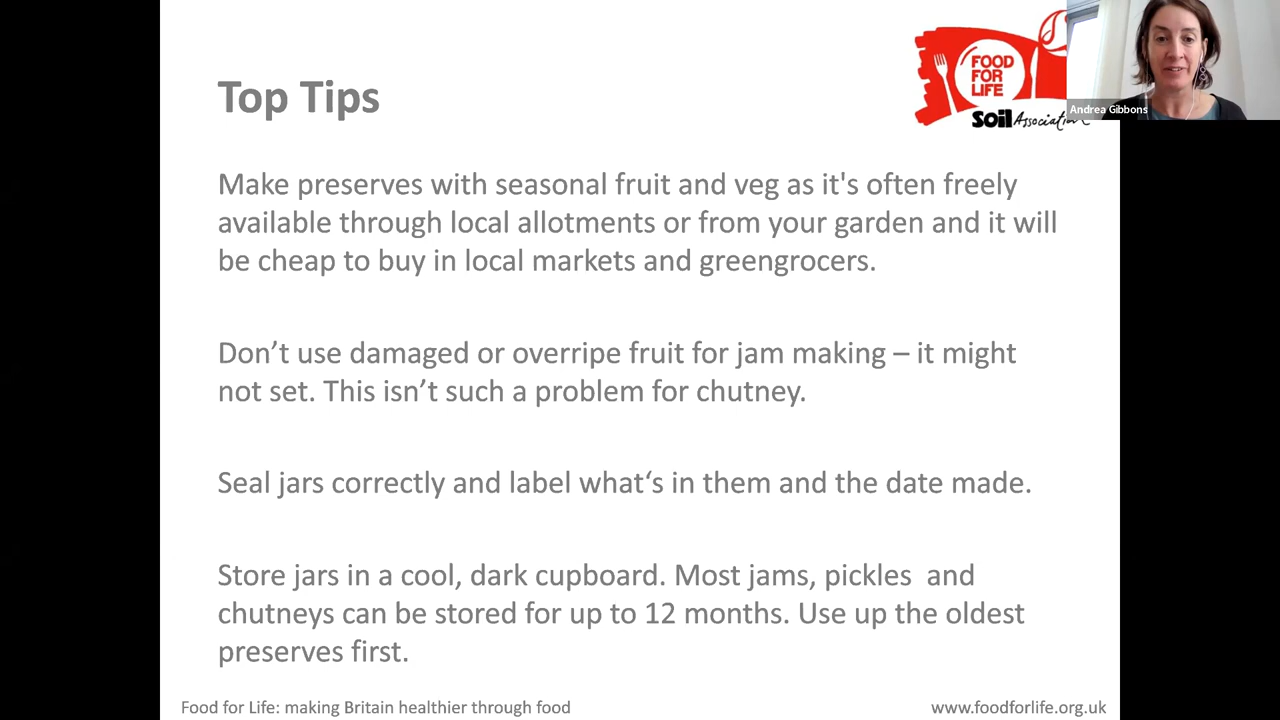 Top Tips
FOOD
FOR
LIFE
Soil Association
Andrea Gibbons
Make preserves with seasonal fruit and veg as it's often freely
available through local allotments or from your garden and it will
be cheap to buy in local markets and greengrocers.
Don’t use damaged or overripe fruit for jam making – it might
not set. This isn’t such a problem for chutney.
Seal jars correctly and label what‘s in them and the date made.
Store jars in a cool, dark cupboard. Most jams, pickles  and
chutneys can be stored for up to 12 months. Use up the oldest
preserves first.
Food for Life: making Britain healthier through food
www.foodforlife.org.uk